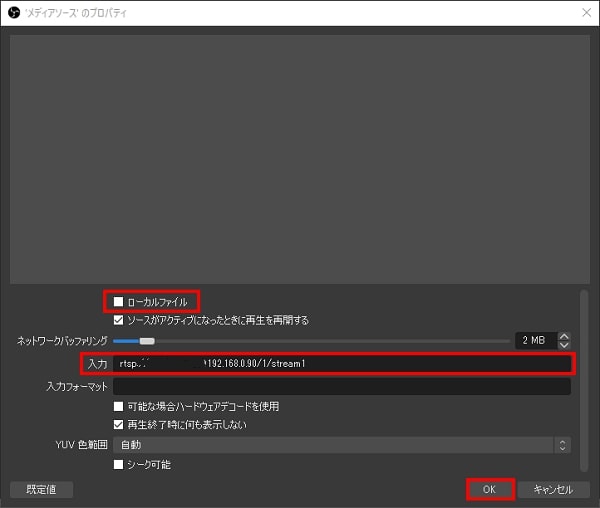 'メディアソース' のプロパティ
ローカルファイル
ソースがアクティブになったときに再生を再開する
ネットワークバッファリング 2 MB
入力 rtsp 192.168.0.90/1/stream1
入力フォーマット
可能な場合ハードウェアデコードを使用
再生終了時に何も表示しない
YUV 色範囲 自動
シーク可能
既定値 OK キャンセル